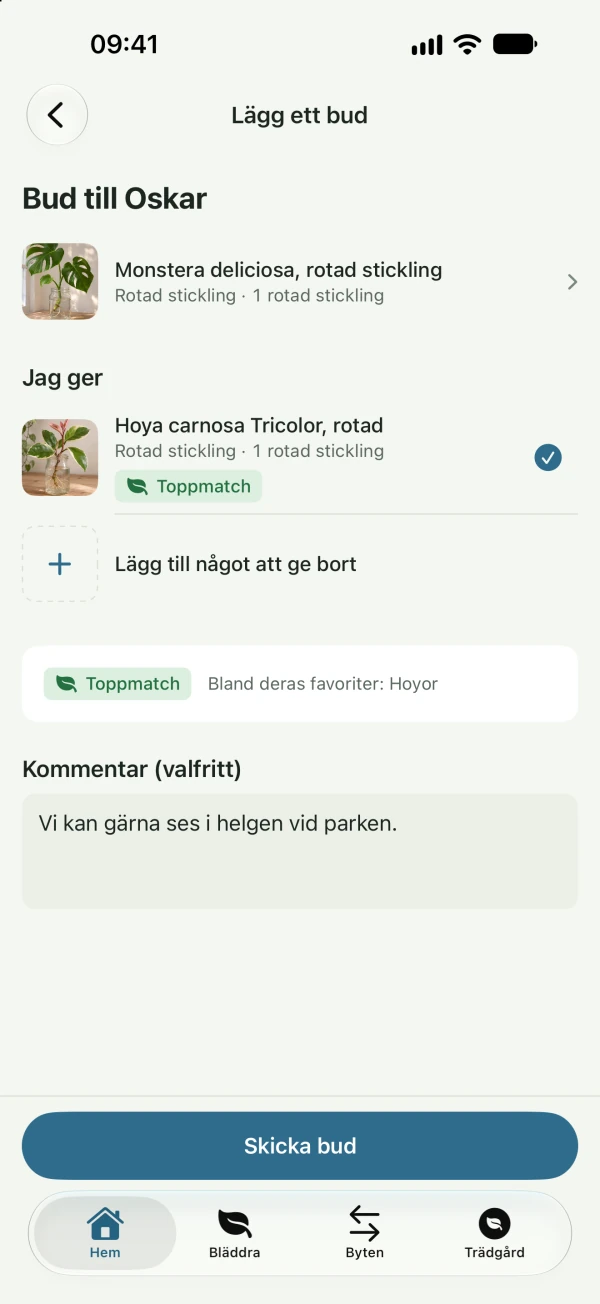 09:41
Lägg ett bud
Bud till Oskar
Monstera deliciosa, rotad stickling
Rotad stickling · 1 rotad stickling
Jag ger
Hoya carnosa Tricolor, rotad
Rotad stickling · 1 rotad stickling
Toppmatch
Lägg till något att ge bort
Toppmatch Bland deras favoriter: Hoyor
Kommentar (valfritt)
Vi kan gärna ses i helgen vid parken.
Skicka bud
Hem Bläddra Byten Trädgård